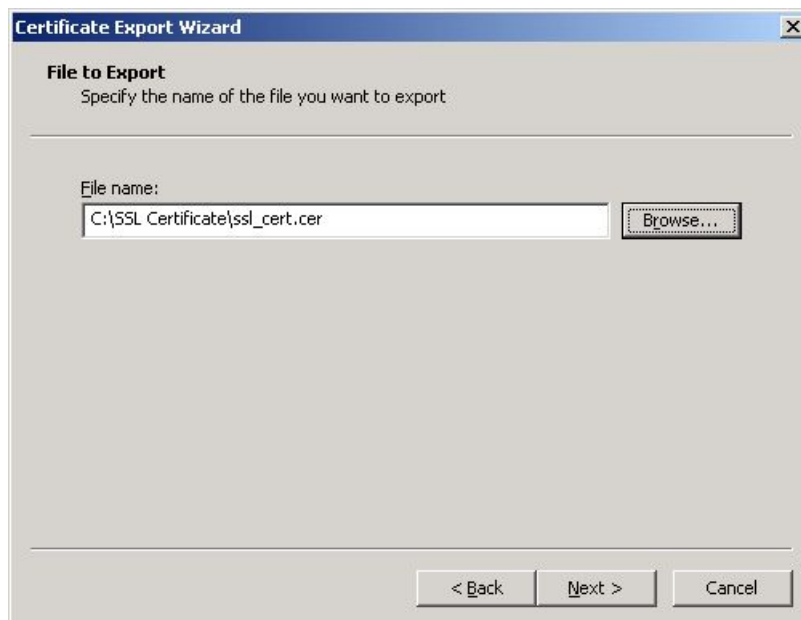 Certificate Export Wizard
File to Export
Specify the name of the file you want to export
File name:
C:\SSL Certificate\ssl_cert.cer
Browse...
< Back
Next >
Cancel